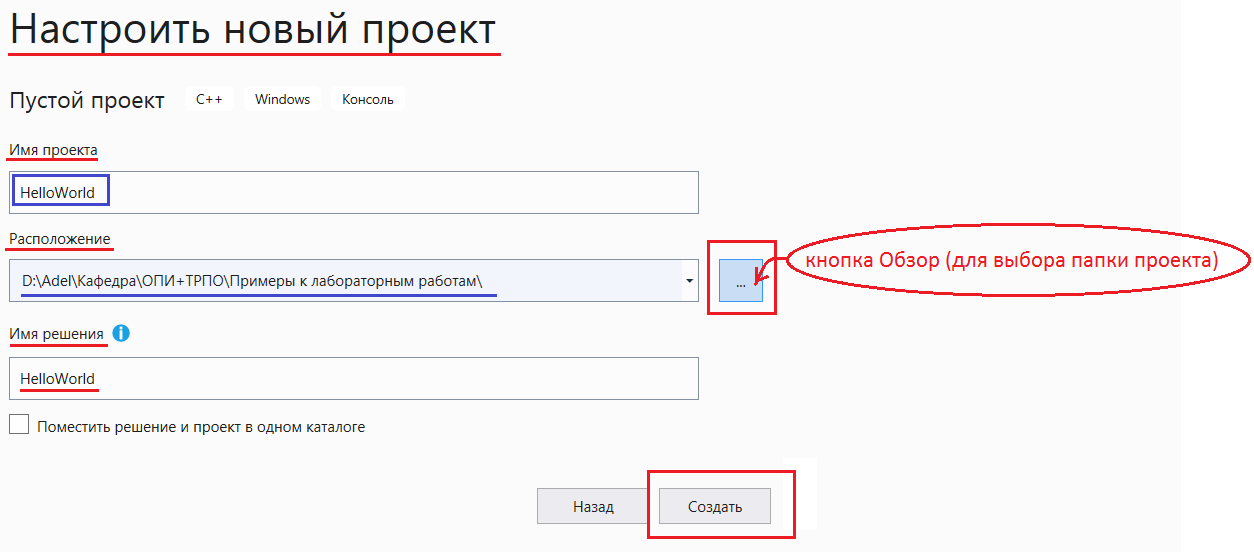 Настроить новый проект
Пустой проект C++ Windows Консоль
Имя проекта
HelloWorld
Расположение
D:\Adel\Кафедра\ОПИ+ТРПО\Примеры к лабораторным работам\
...
кнопка Обзор (для выбора папки проекта)
Имя решения
HelloWorld
Поместить решение и проект в одном каталоге
Назад Создать